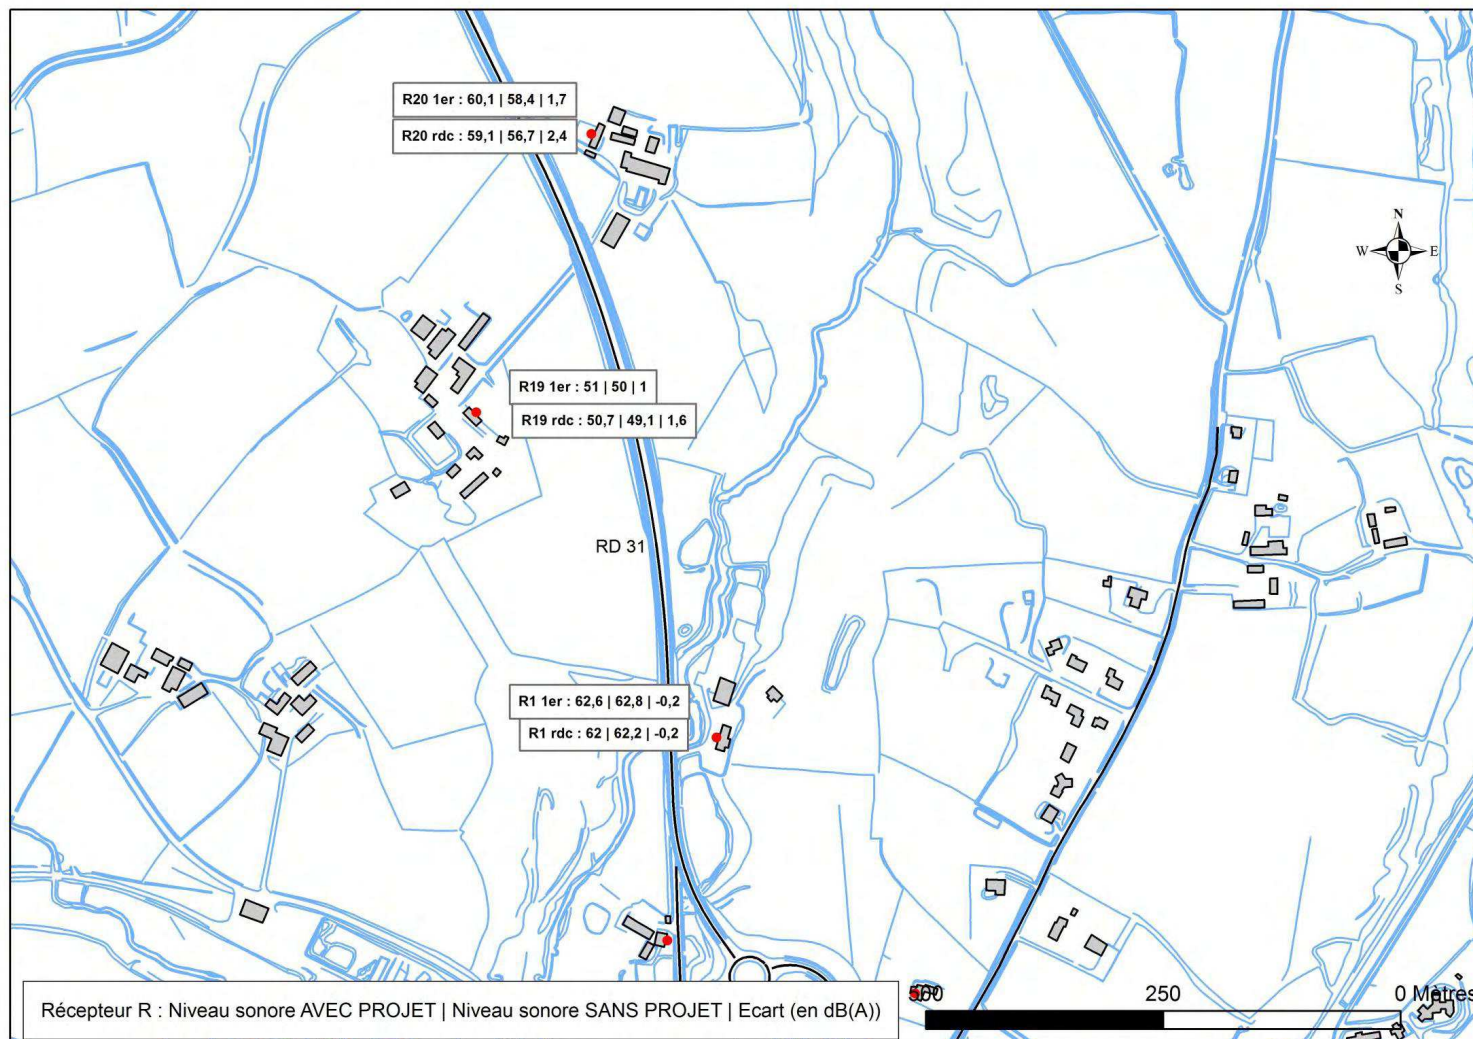 R20 1er : 60,1 | 58,4 | 1,7
R20 rdc : 59,1 | 56,7 | 2,4
N
W E
S
R19 1er : 51 | 50 | 1
R19 rdc : 50,7 | 49,1 | 1,6
RD 31
R1 1er : 62,6 | 62,8 | -0,2
R1 rdc : 62 | 62,2 | -0,2
500 250 0 Mètres
Récepteur R : Niveau sonore AVEC PROJET | Niveau sonore SANS PROJET | Ecart (en dB(A))